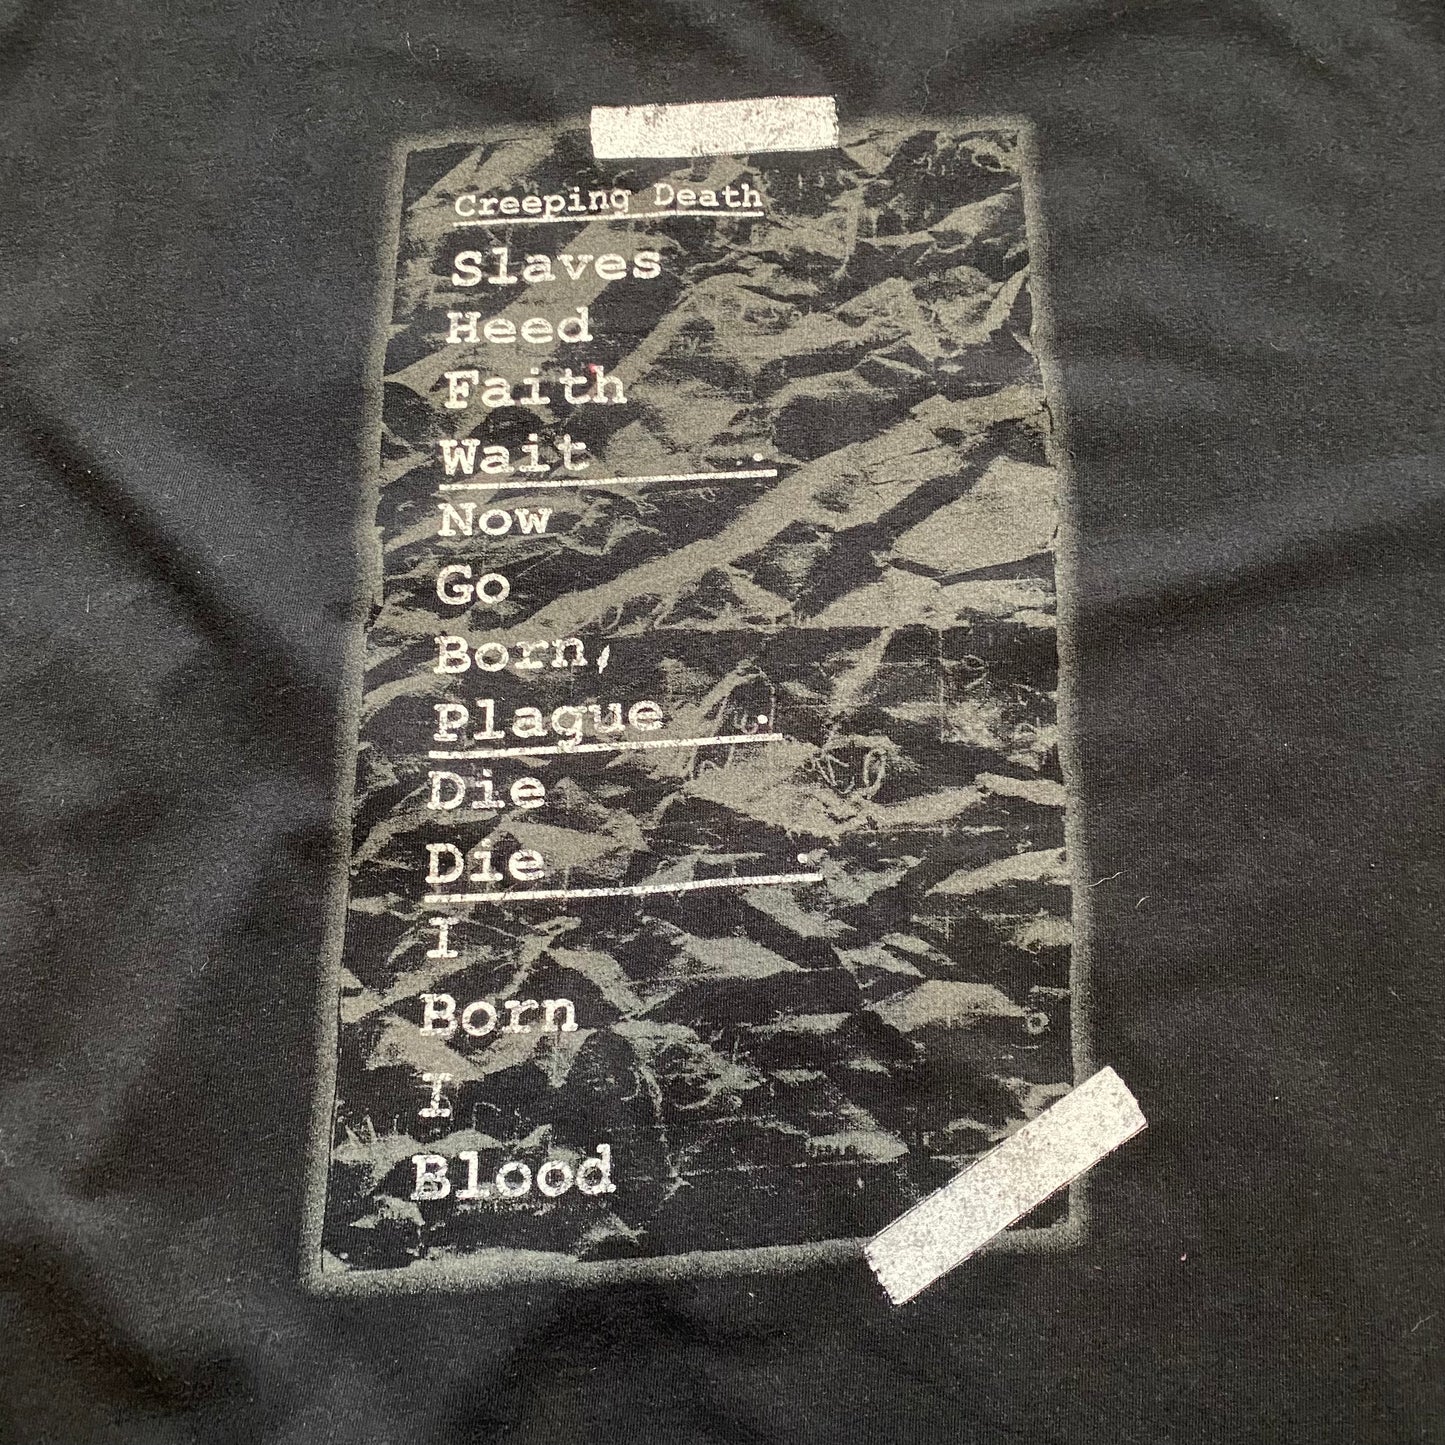 Creeping Death
Slaves
Heed
Faith
Wait
Now
Go
Born,
Plague
Die
Die
I
Born
I
Blood